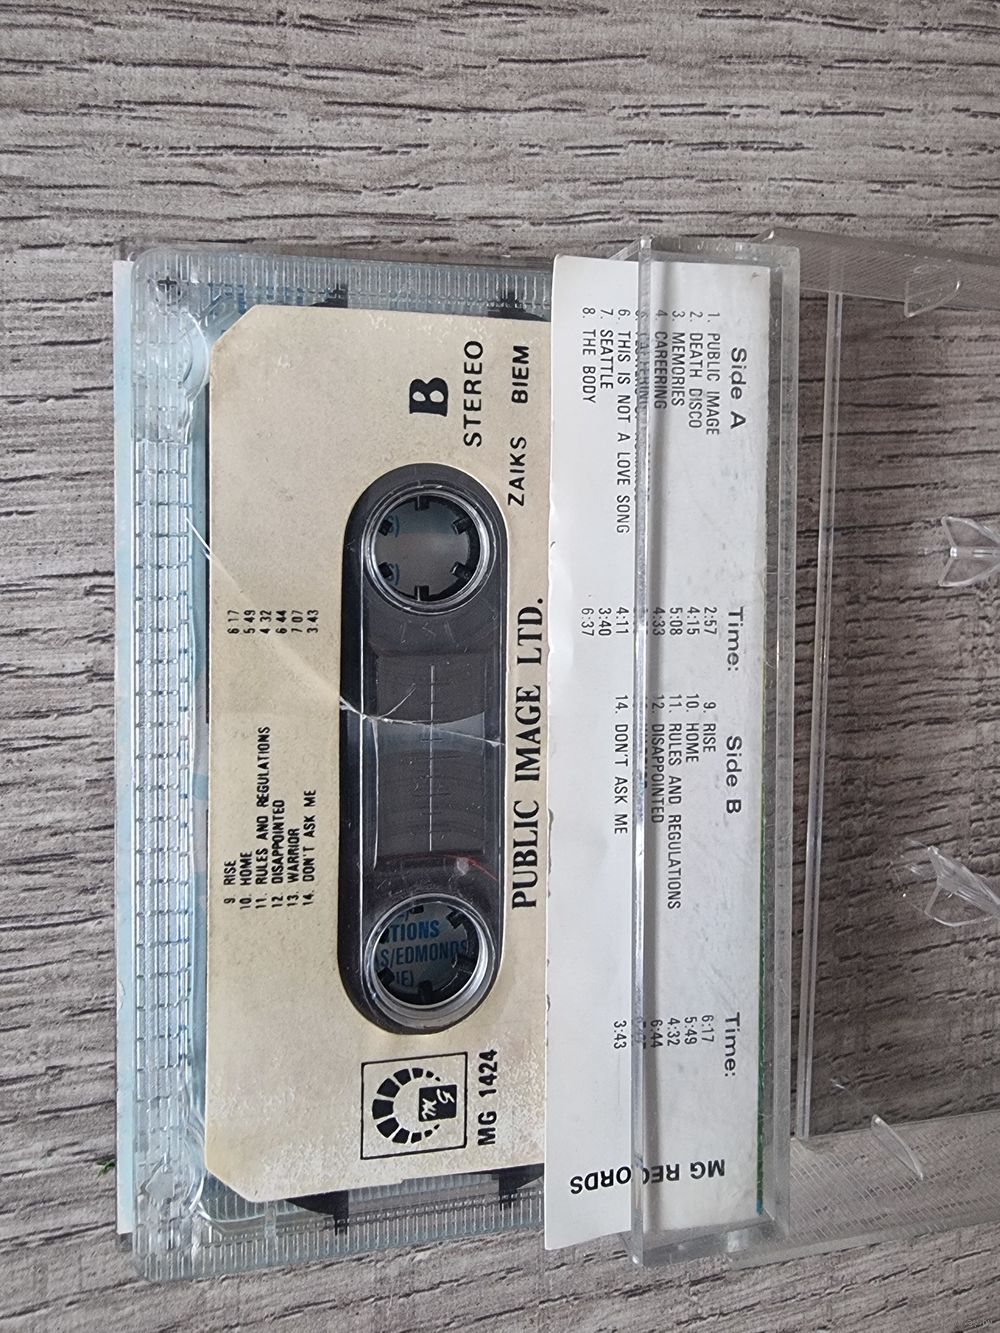 PUBLIC IMAGE LTD.
ZAIKS BIEM
STEREO
B
MG 1424
9. RISE 6 17
10. HOME 5 49
11. RULES AND REGULATIONS 4 32
12. DISAPPOINTED 6 44
13. WARRIOR 7 07
14. DON'T ASK ME 3.43
TIONS
S/EDMONDS
Side A Time:
1. PUBLIC IMAGE 2:57
2. DEATH DISCO 4:15
3. MEMORIES 5:08
4. CAREERING 4:33
6. THIS IS NOT A LOVE SONG 4:11
7. SEATTLE 3:40
8. THE BODY 6:37
Side B Time:
9. RISE 6:17
10. HOME 5:49
11. RULES AND REGULATIONS 4:32
12. DISAPPOINTED 6:44
14. DON'T ASK ME 3:43
MG RECORDS